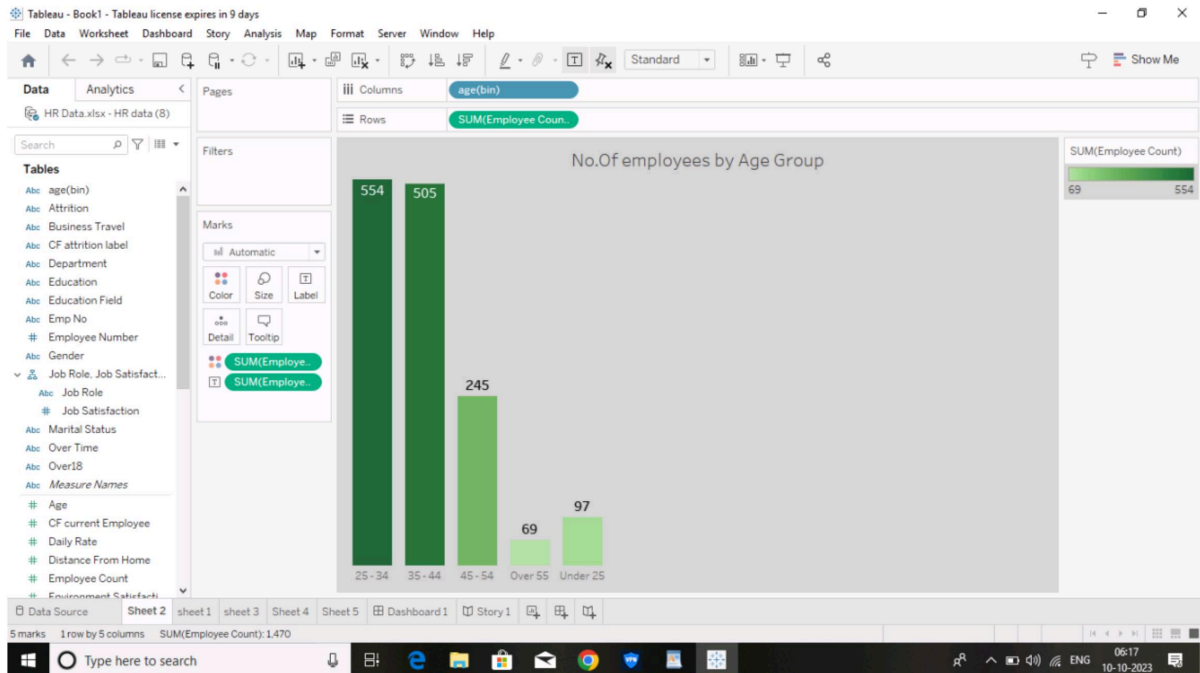 Tableau - Book1 - Tableau license expires in 9 days
File Data Worksheet Dashboard Story Analysis Map Format Server Window Help
Standard
Show Me
Data Analytics
HR Data.xlsx - HR data (8)
Search
Tables
Abc age(bin)
Abc Attrition
Abc Business Travel
Abc CF attrition label
Abc Department
Abc Education
Abc Education Field
Abc Emp No
# Employee Number
Abc Gender
Job Role, Job Satisfact...
Abc Job Role
# Job Satisfaction
Abc Marital Status
Abc Over Time
Abc Over18
Abc Measure Names
# Age
# CF current Employee
# Daily Rate
# Distance From Home
# Employee Count
# Environment Satisfacti
Pages
Filters
Marks
Automatic
Color Size Label
Detail Tooltip
SUM(Employe..
SUM(Employe..
Columns age(bin)
Rows SUM(Employee Coun..
No.Of employees by Age Group
554
505
245
69
97
25 - 34 35 - 44 45 - 54 Over 55 Under 25
SUM(Employee Count)
69 554
Data Source Sheet 2 sheet 1 sheet 3 Sheet 4 Sheet 5 Dashboard 1 Story 1
5 marks 1 row by 5 columns SUM(Employee Count): 1,470
Type here to search
ENG
06:17
10-10-2023